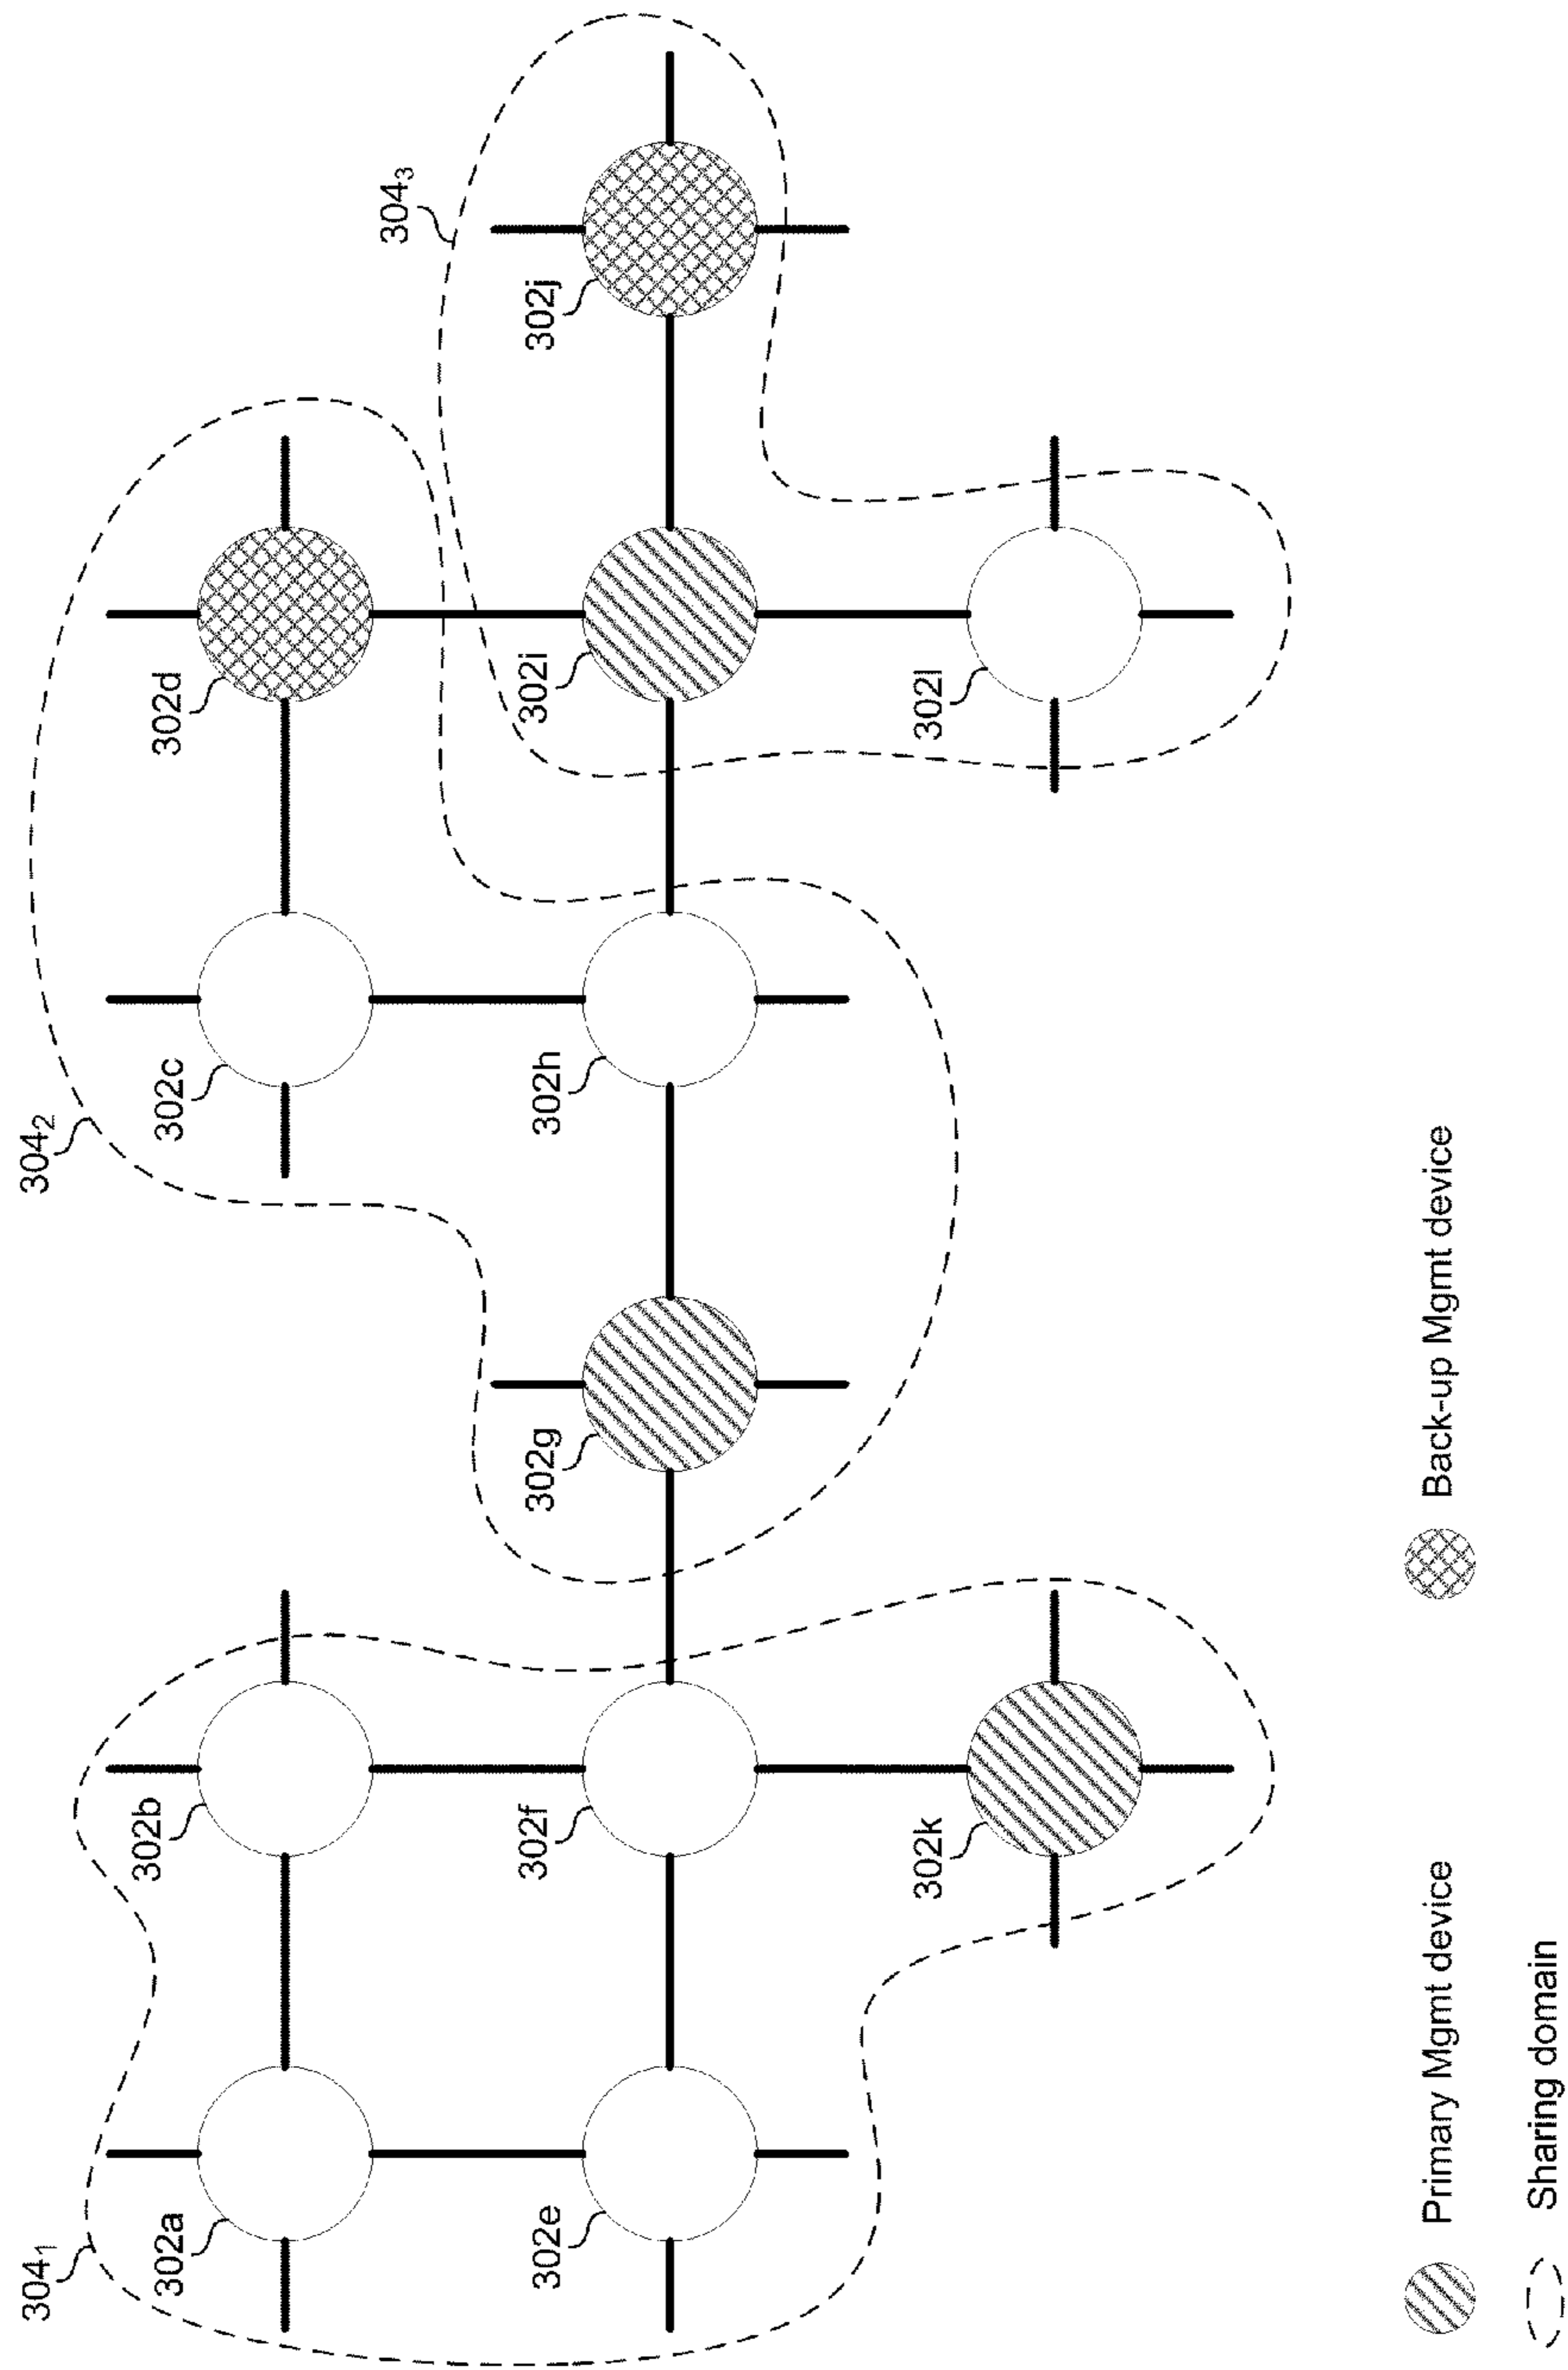 304₁
304₂
302a
302b
302c
302d
304₃
302e
302f
302g
302h
302i
302j
302k
302l
Primary Mgmt device
Back-up Mgmt device
Sharing domain